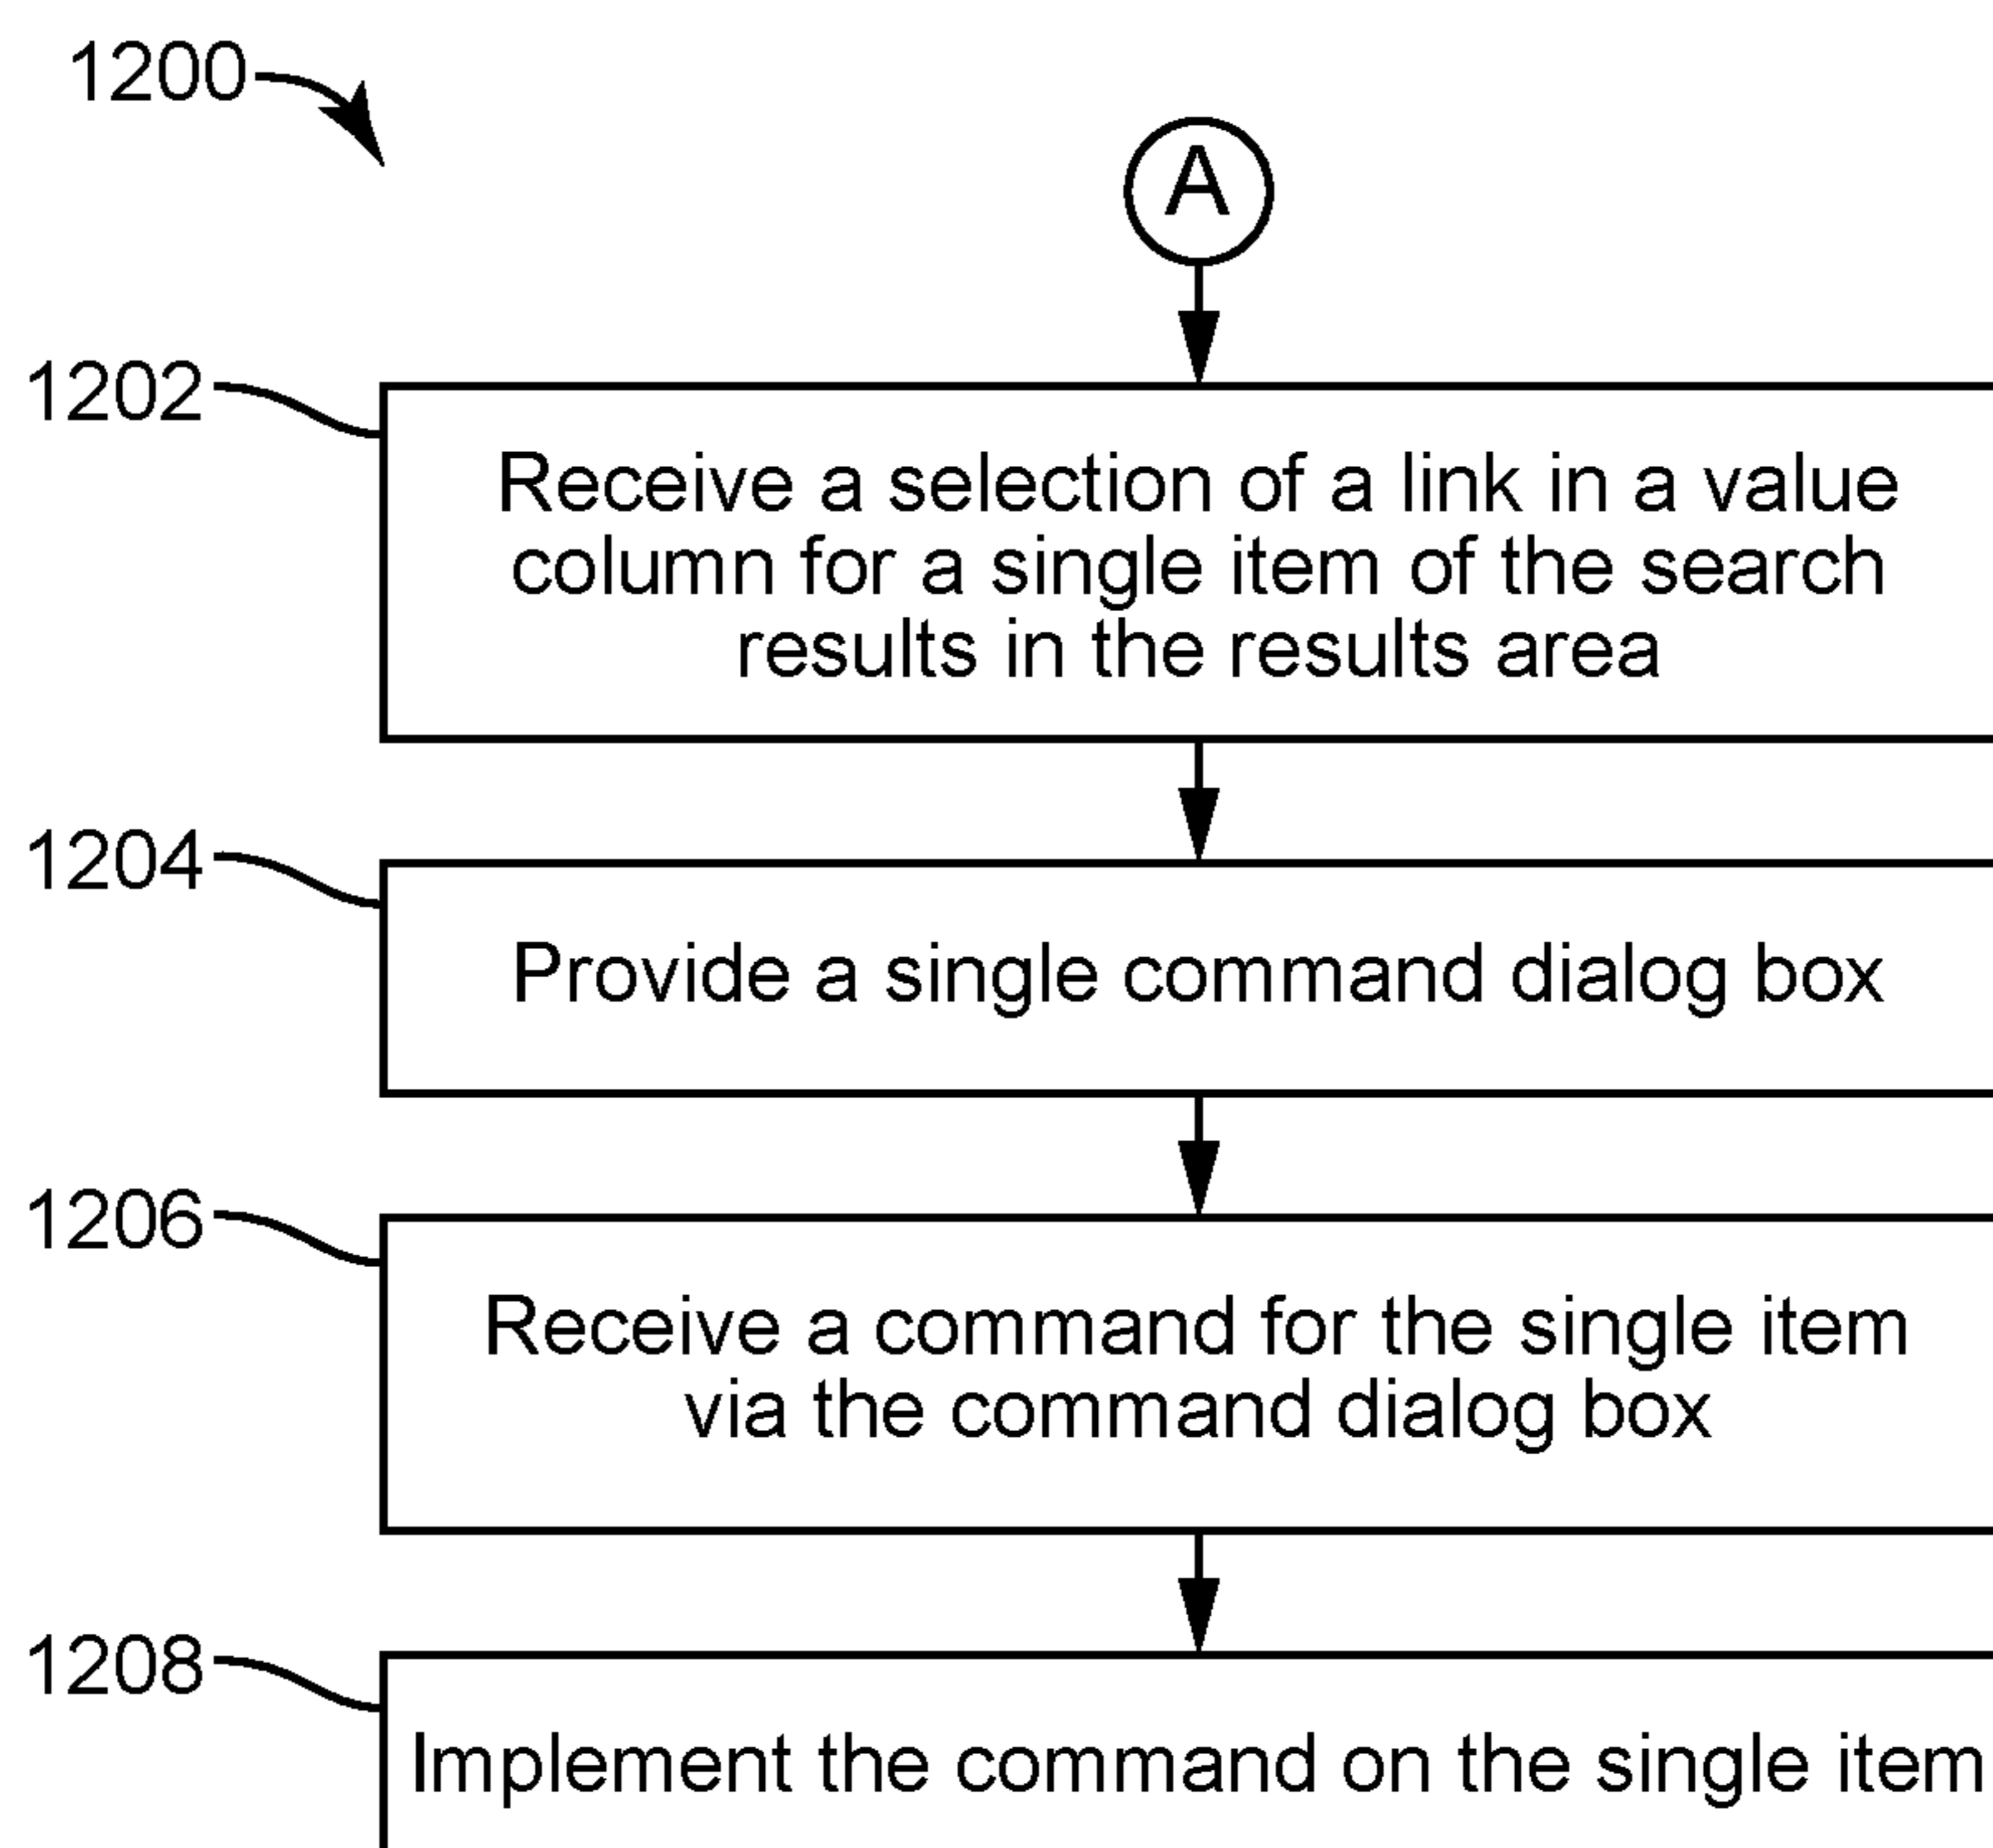 1200
A
1202
Receive a selection of a link in a value
column for a single item of the search
results in the results area
1204
Provide a single command dialog box
1206
Receive a command for the single item
via the command dialog box
1208
Implement the command on the single item